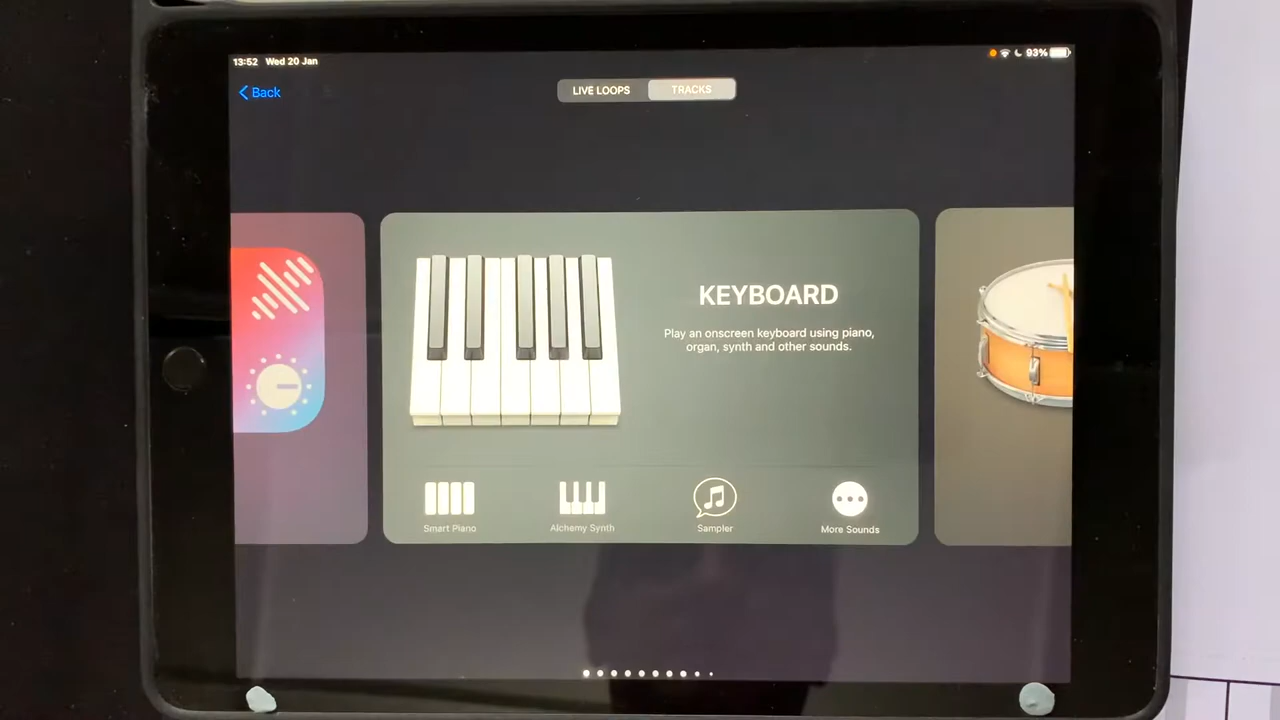 13:52 Wed 20 Jan
93%
Back
LIVE LOOPS
TRACKS
KEYBOARD
Play an onscreen keyboard using piano,
organ, synth and other sounds.
Smart Piano
Alchemy Synth
Sampler
More Sounds